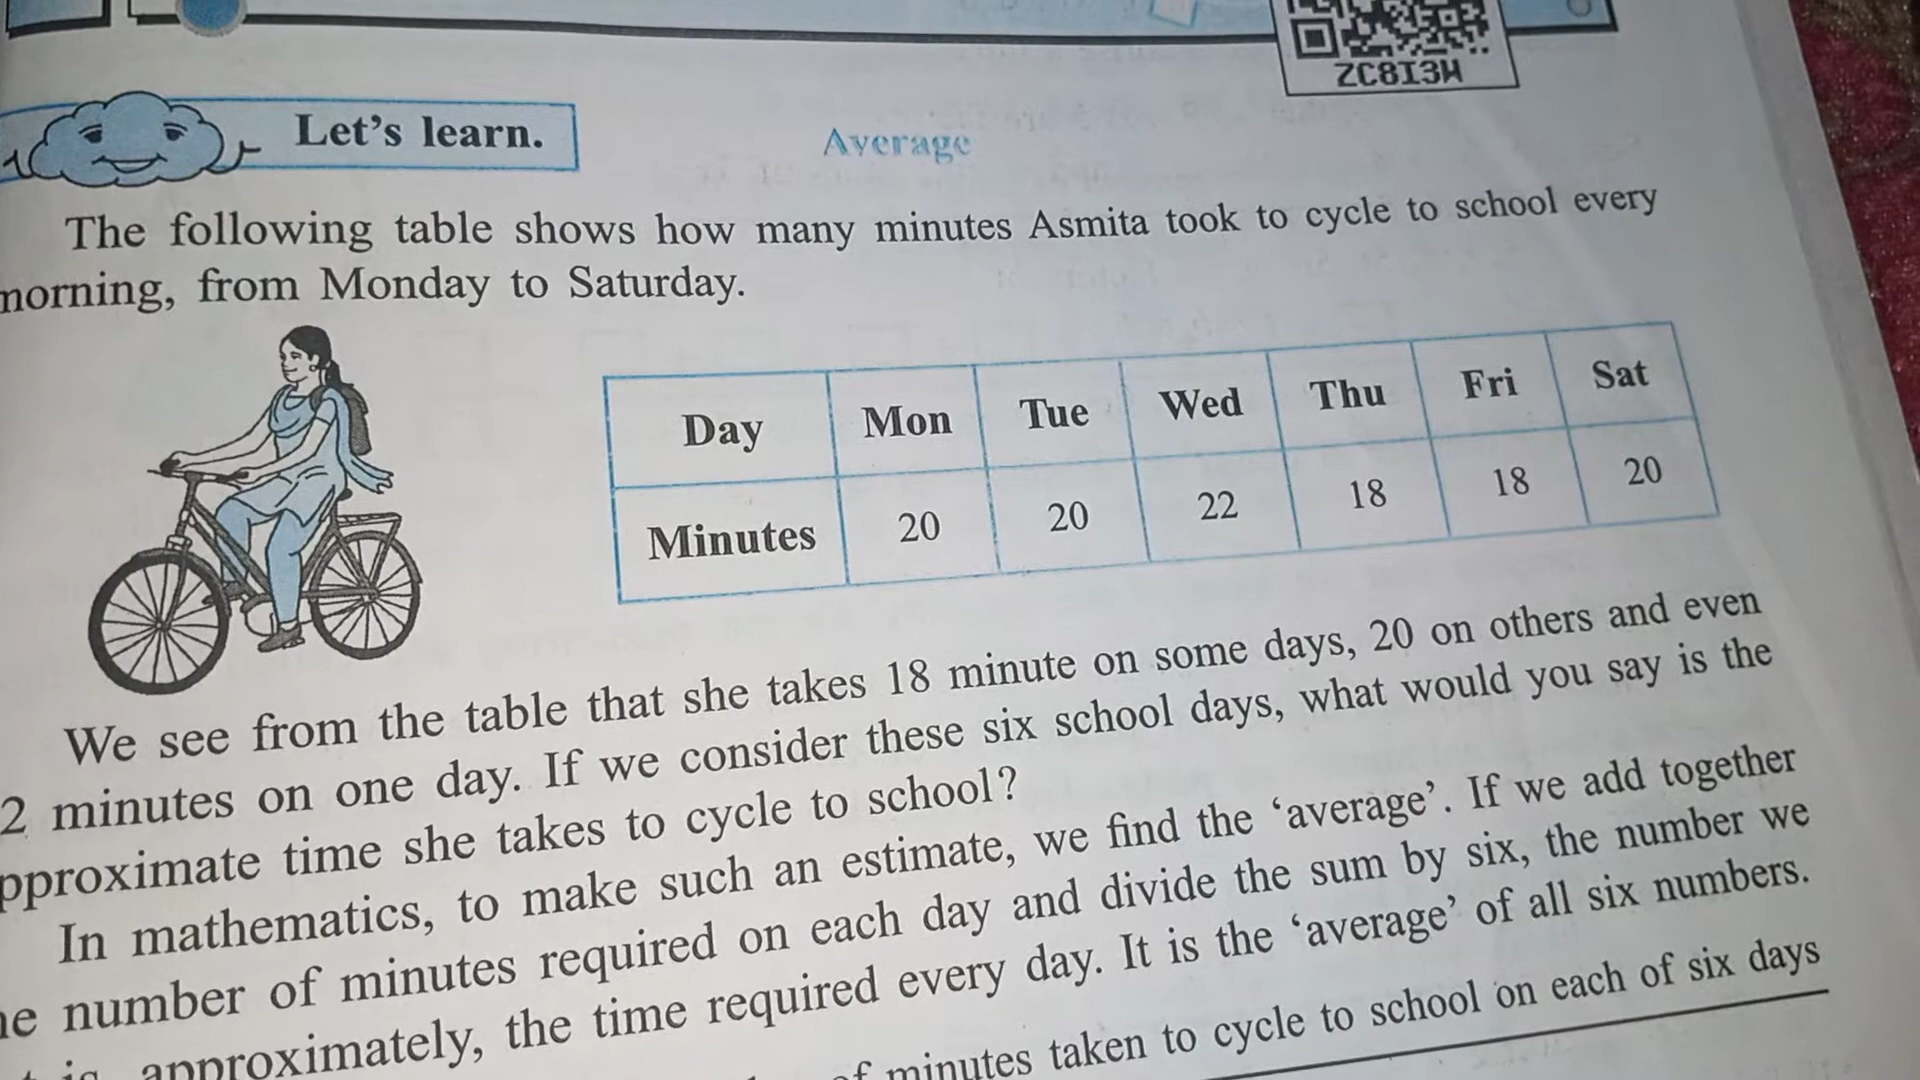 ZC8I3W
Let's learn.
Average
The following table shows how many minutes Asmita took to cycle to school every
morning, from Monday to Saturday.
Day Mon Tue Wed Thu Fri Sat
Minutes 20 20 22 18 18 20
We see from the table that she takes 18 minute on some days, 20 on others and even
2 minutes on one day. If we consider these six school days, what would you say is the
pproximate time she takes to cycle to school?
In mathematics, to make such an estimate, we find the 'average'. If we add together
he number of minutes required on each day and divide the sum by six, the number we
is approximately, the time required every day. It is the 'average' of all six numbers.
of minutes taken to cycle to school on each of six days